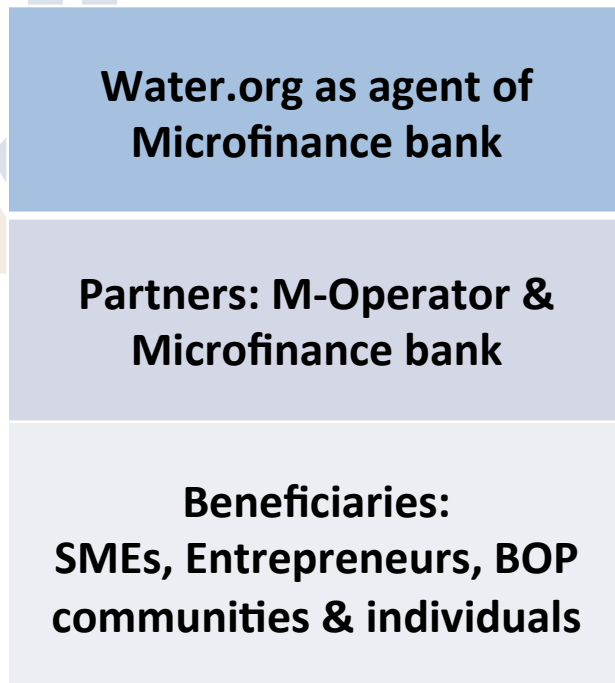 Water.org as agent of
Microfinance bank
Partners: M-Operator &
Microfinance bank
Beneficiaries:
SMEs, Entrepreneurs, BOP
communities & individuals